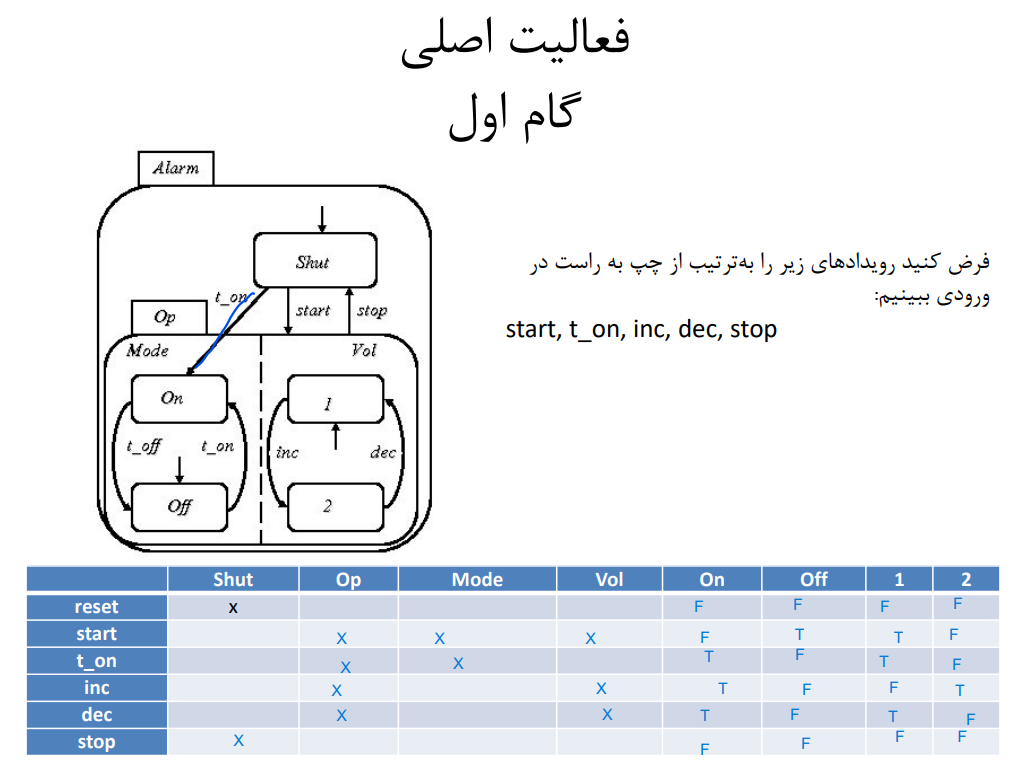 فعالیت اصلی
گام اول
Alarm
Shut
t_on
start
stop
Op
Mode
Vol
On
1
t_off
t_on
inc
dec
Off
2
فرض کنید رویدادهای زیر را به‌ترتیب از چپ به راست در
ورودی ببینیم:
start, t_on, inc, dec, stop
Shut Op Mode Vol On Off 1 2
reset x F F F F
start X X X F T T F
t_on X X T F T F
inc X X T F F T
dec X X T F T F
stop X F F F F